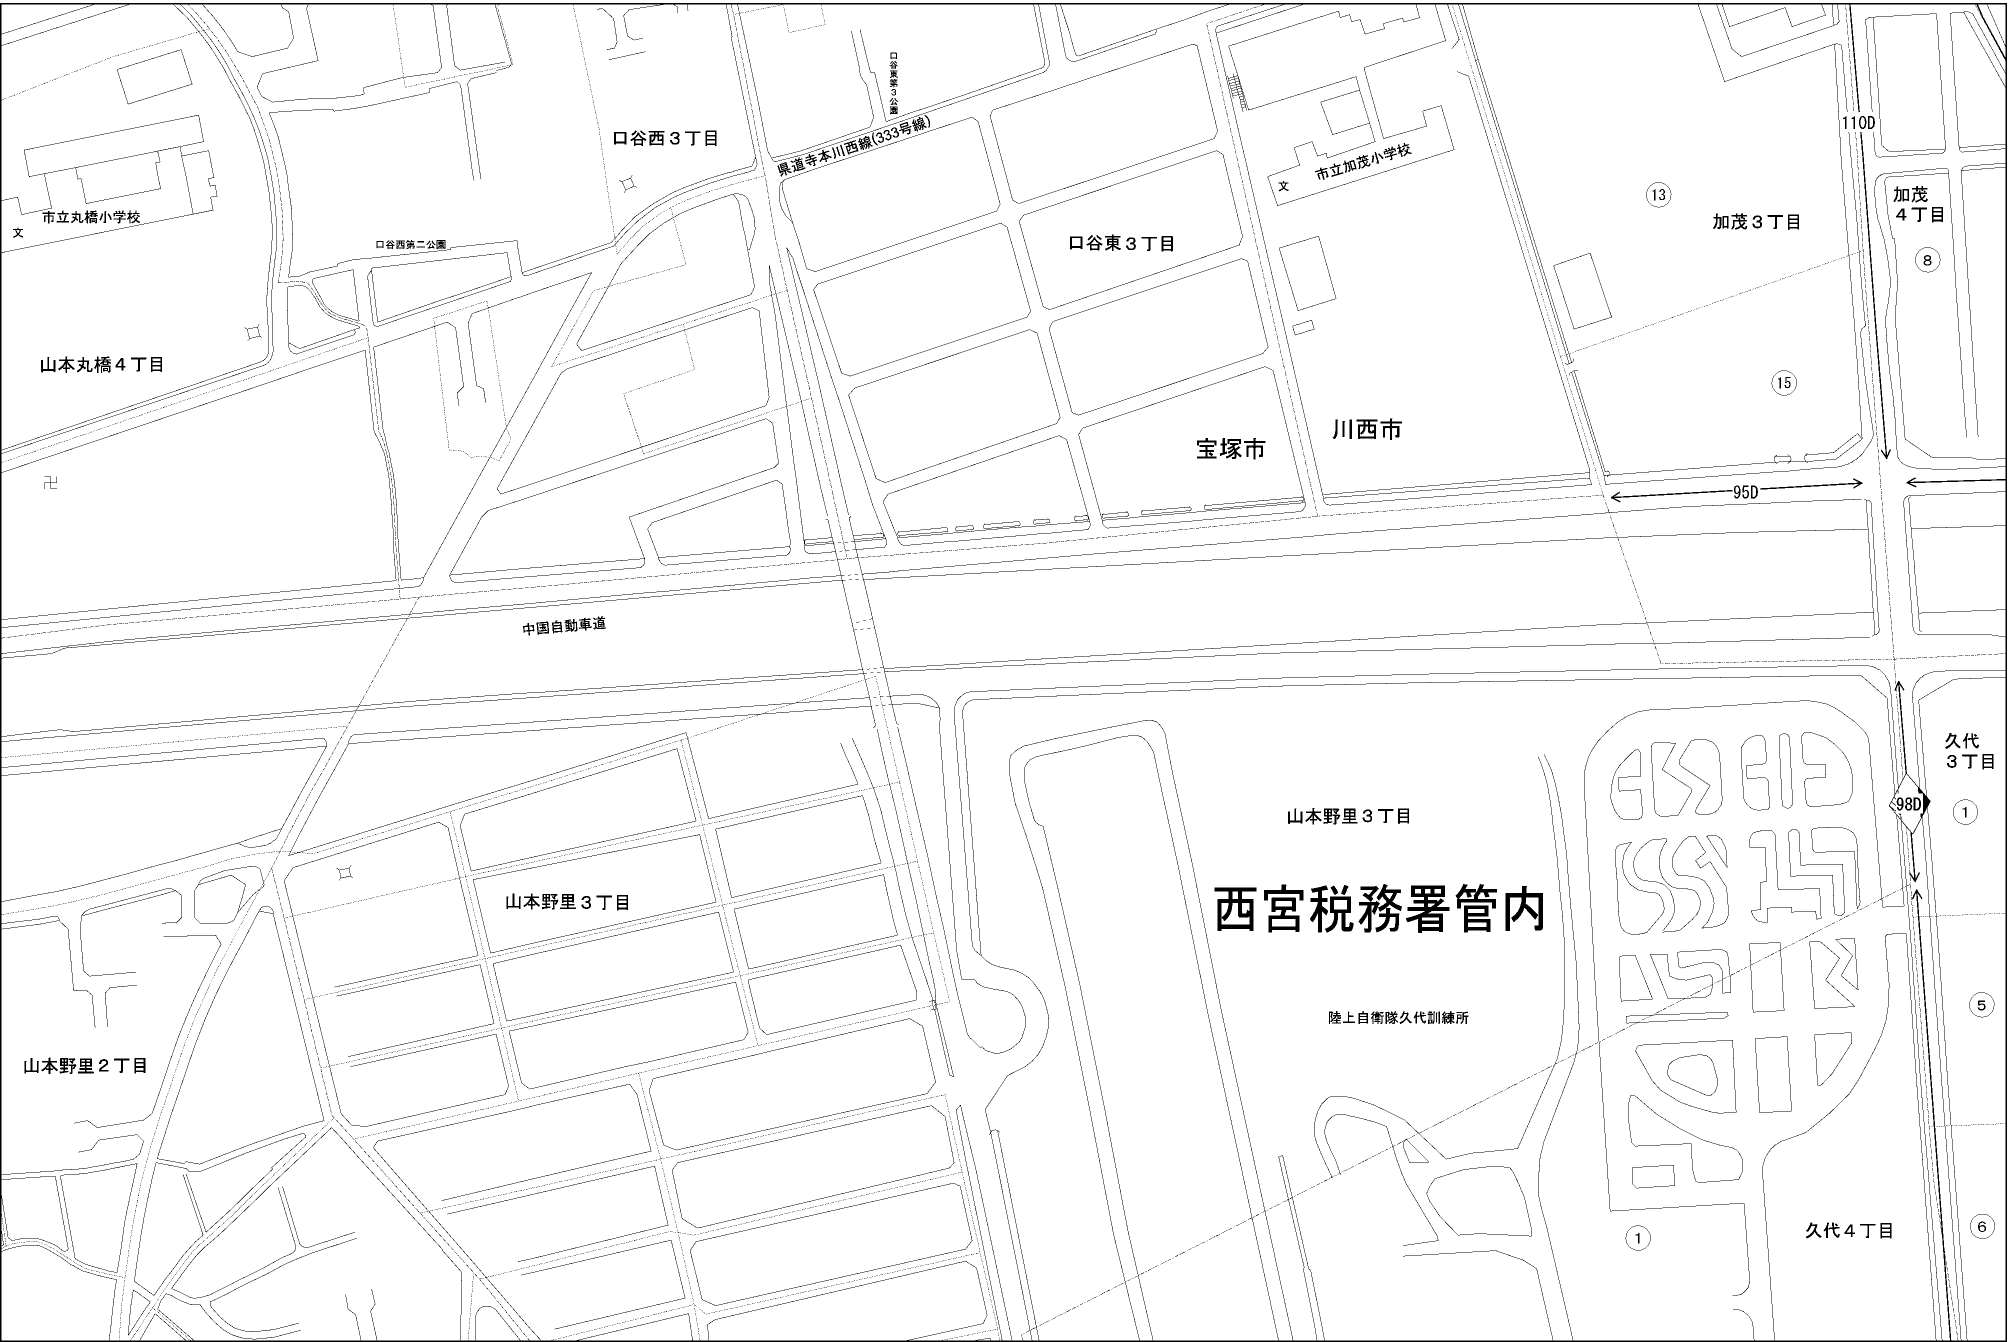 口谷東第3公園
110D
県道寺本川西線(333号線)
口谷西3丁目
市立加茂小学校
文
13
加茂
4丁目
加茂3丁目
市立丸橋小学校
文
口谷西第二公園
口谷東3丁目
8
山本丸橋4丁目
15
川西市
宝塚市
卍
95D
中国自動車道
久代
3丁目
98D
1
山本野里3丁目
山本野里3丁目
西宮税務署管内
5
陸上自衛隊久代訓練所
山本野里2丁目
6
久代4丁目
1